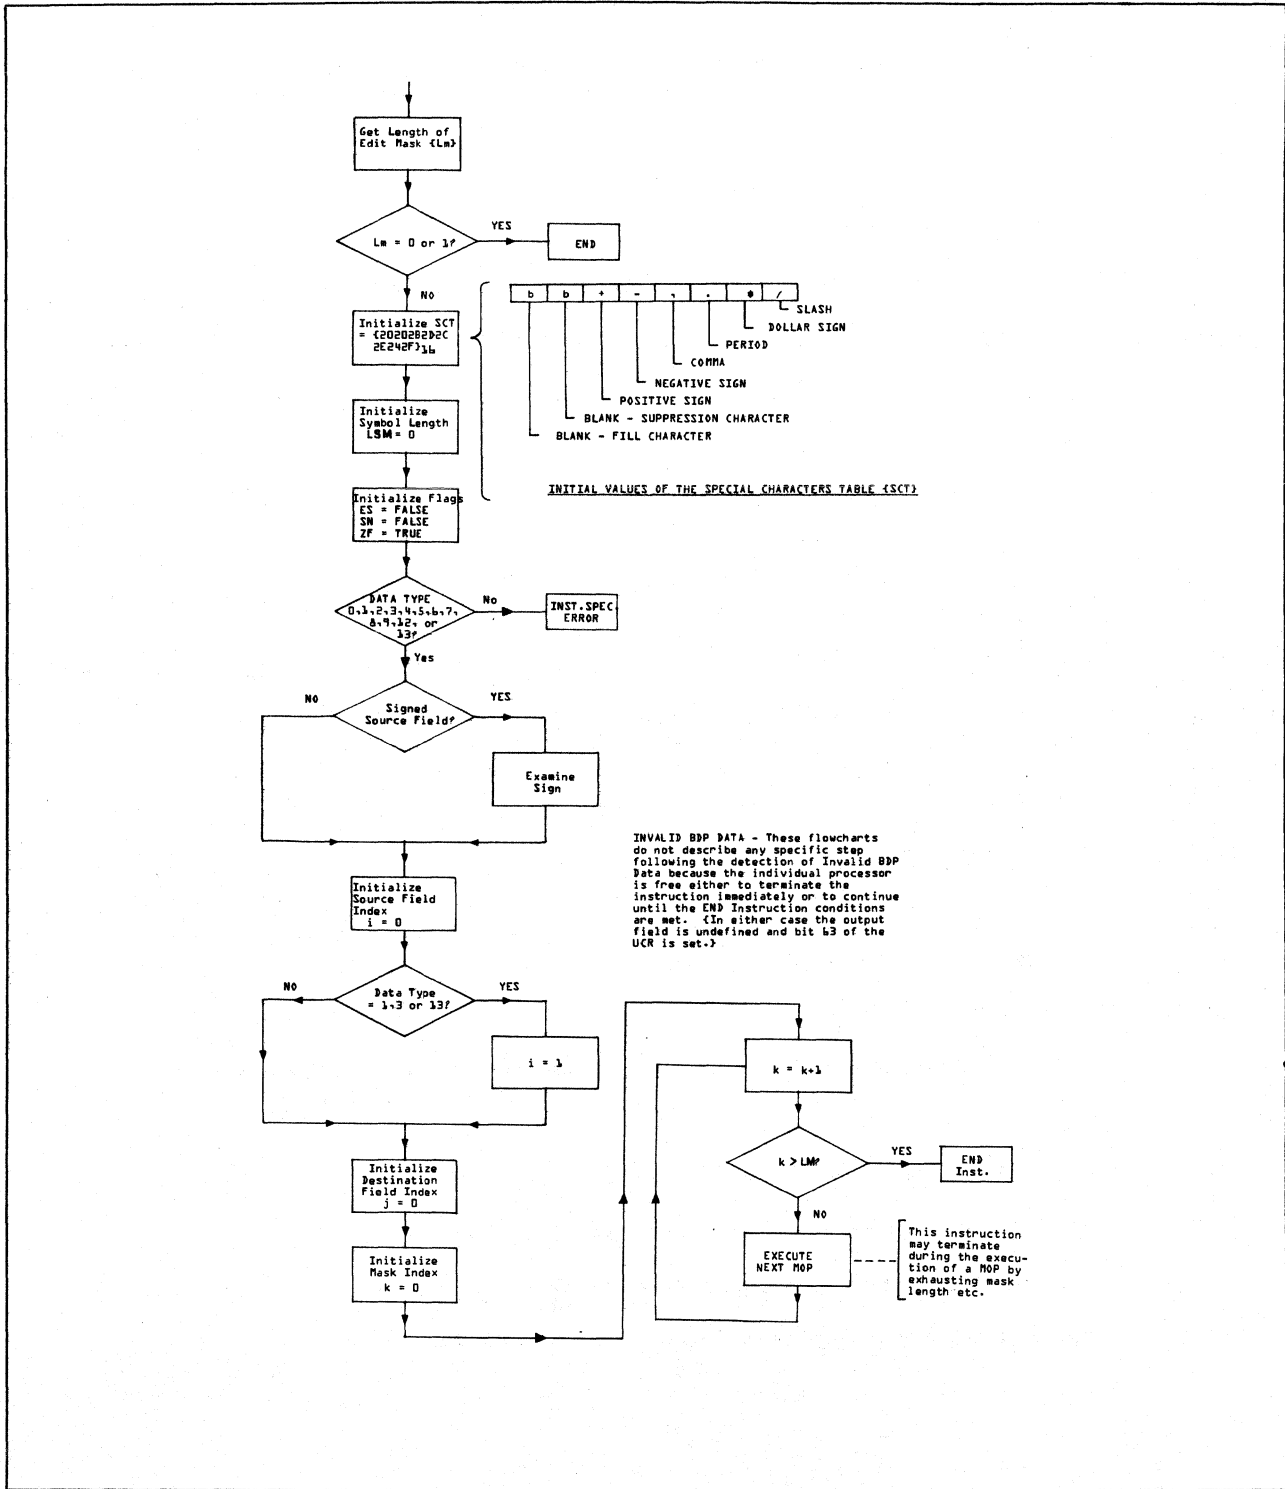 Get Length of
Edit Mask {Lm}
Lm = 0 or 1?
YES
END
NO
Initialize SCT
= {20202B2D2C
2E242F}16
b b + - , . $ /
SLASH
DOLLAR SIGN
PERIOD
COMMA
NEGATIVE SIGN
POSITIVE SIGN
BLANK - SUPPRESSION CHARACTER
BLANK - FILL CHARACTER
INITIAL VALUES OF THE SPECIAL CHARACTERS TABLE {SCT}
Initialize
Symbol Length
LSM = 0
Initialize Flags
ES = FALSE
SN = FALSE
ZF = TRUE
DATA TYPE
0,1,2,3,4,5,6,7,
8,9,12, or
13?
No
INST.SPEC.
ERROR
Yes
Signed
Source Field?
NO
YES
Examine
Sign
INVALID BDP DATA - These flowcharts
do not describe any specific step
following the detection of Invalid BDP
Data because the individual processor
is free either to terminate the
instruction immediately or to continue
until the END Instruction conditions
are met. {In either case the output
field is undefined and bit 63 of the
UCR is set.}
Initialize
Source Field
Index
i = 0
Data Type
= 1,3 or 13?
NO
YES
i = 1
Initialize
Destination
Field Index
j = 0
Initialize
Mask Index
k = 0
k = k+1
k > LM?
YES
END
Inst.
NO
EXECUTE
NEXT MOP
This instruction
may terminate
during the execu-
tion of a MOP by
exhausting mask
length etc.